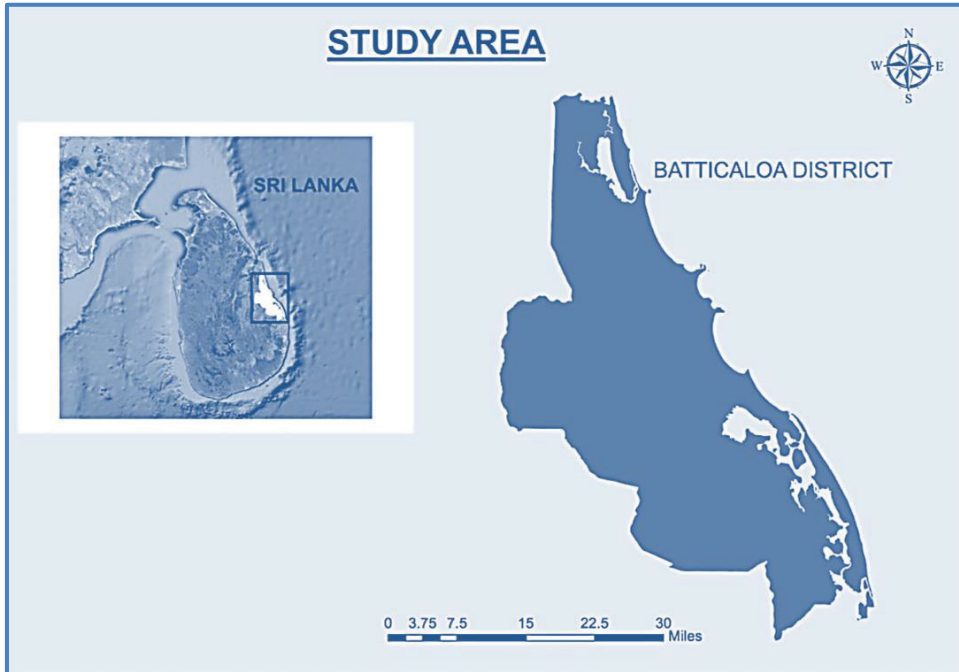 STUDY AREA
N
W E
S
SRI LANKA
BATTICALOA DISTRICT
0 3.75 7.5 15 22.5 30
Miles